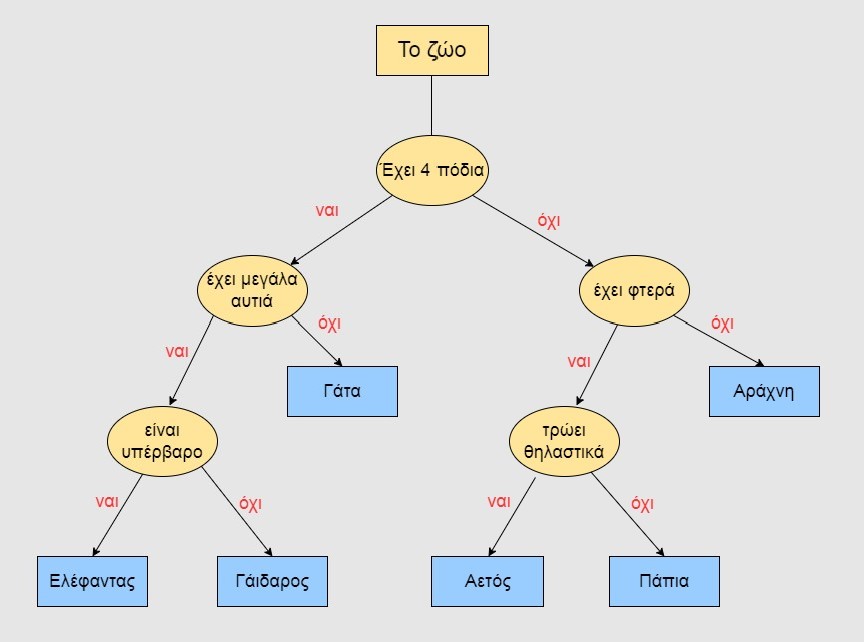 Το ζώο
Έχει 4 πόδια
ναι
όχι
έχει μεγάλα
αυτιά
έχει φτερά
ναι
όχι
ναι
όχι
Γάτα
Αράχνη
είναι
υπέρβαρο
τρώει
θηλαστικά
ναι
όχι
ναι
όχι
Ελέφαντας
Γάιδαρος
Αετός
Πάπια